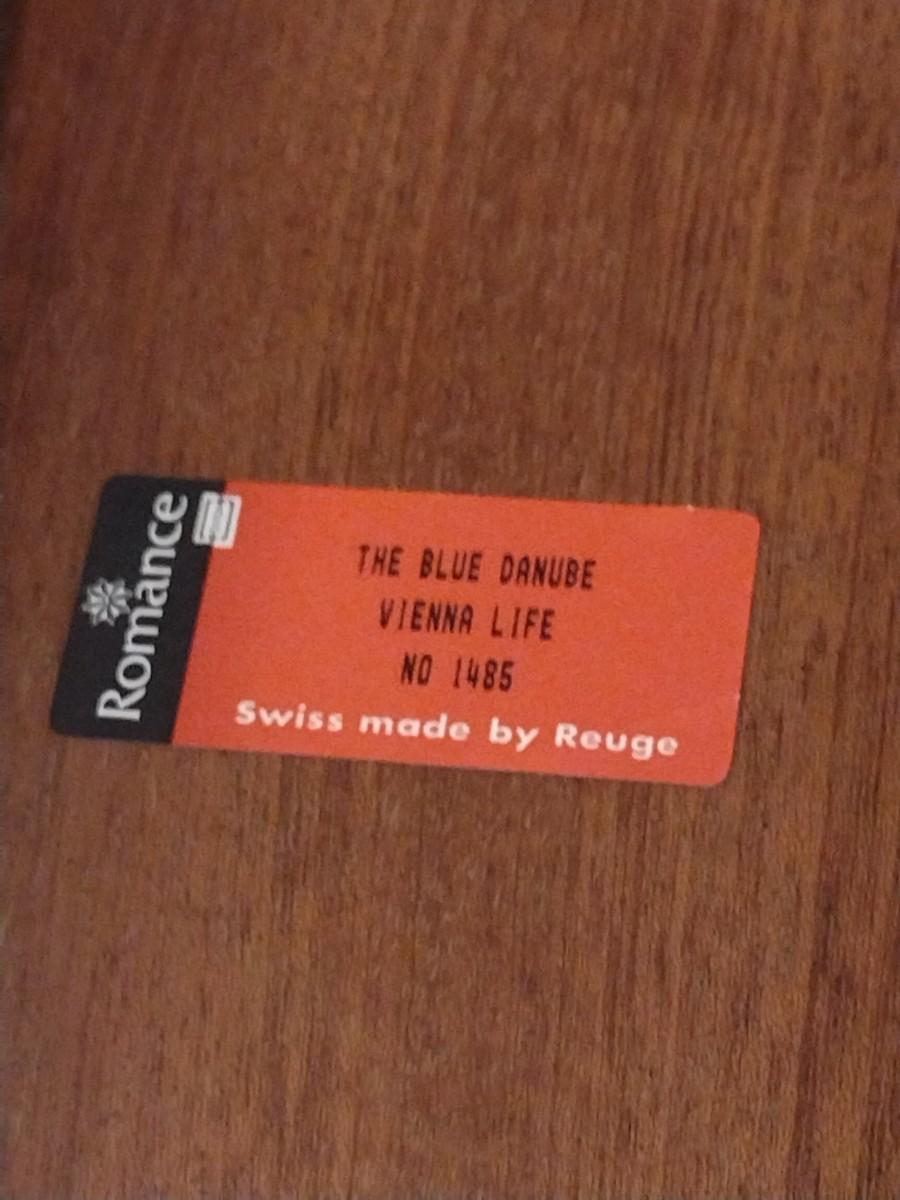 Romance
THE BLUE DANUBE
VIENNA LIFE
NO 1485
Swiss made by Reuge